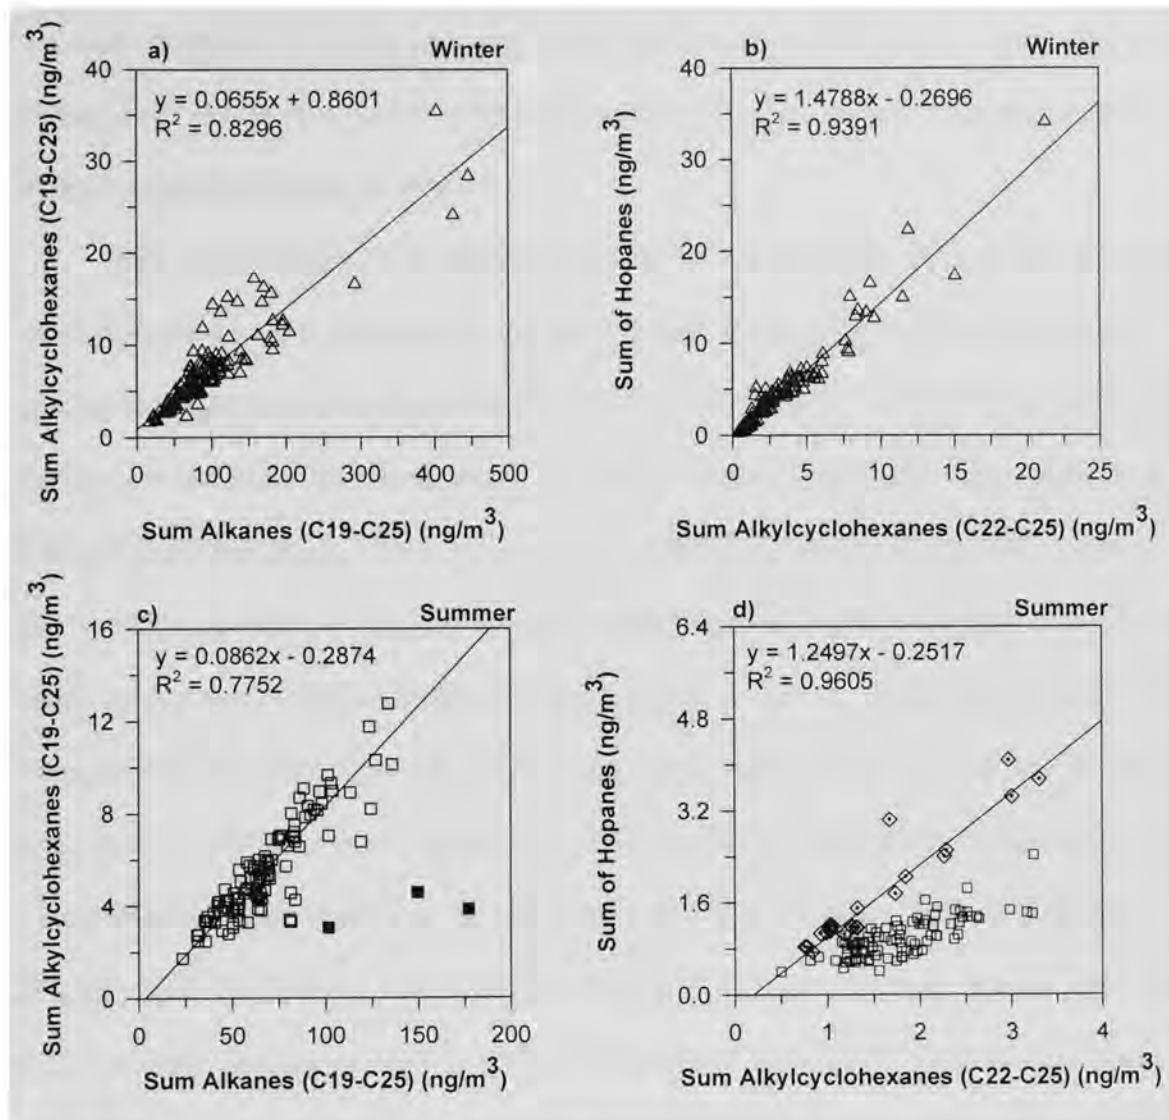 a) Winter
Sum Alkylcyclohexanes (C19-C25) (ng/m³)
y = 0.0655x + 0.8601
R² = 0.8296
40
30
20
10
0
0 100 200 300 400 500
Sum Alkanes (C19-C25) (ng/m³)
b) Winter
Sum of Hopanes (ng/m³)
y = 1.4788x - 0.2696
R² = 0.9391
40
30
20
10
0
0 5 10 15 20 25
Sum Alkylcyclohexanes (C22-C25) (ng/m³)
c) Summer
Sum Alkylcyclohexanes (C19-C25) (ng/m³)
y = 0.0862x - 0.2874
R² = 0.7752
16
12
8
4
0
0 50 100 150 200
Sum Alkanes (C19-C25) (ng/m³)
d) Summer
Sum of Hopanes (ng/m³)
y = 1.2497x - 0.2517
R² = 0.9605
6.4
4.8
3.2
1.6
0.0
0 1 2 3 4
Sum Alkylcyclohexanes (C22-C25) (ng/m³)